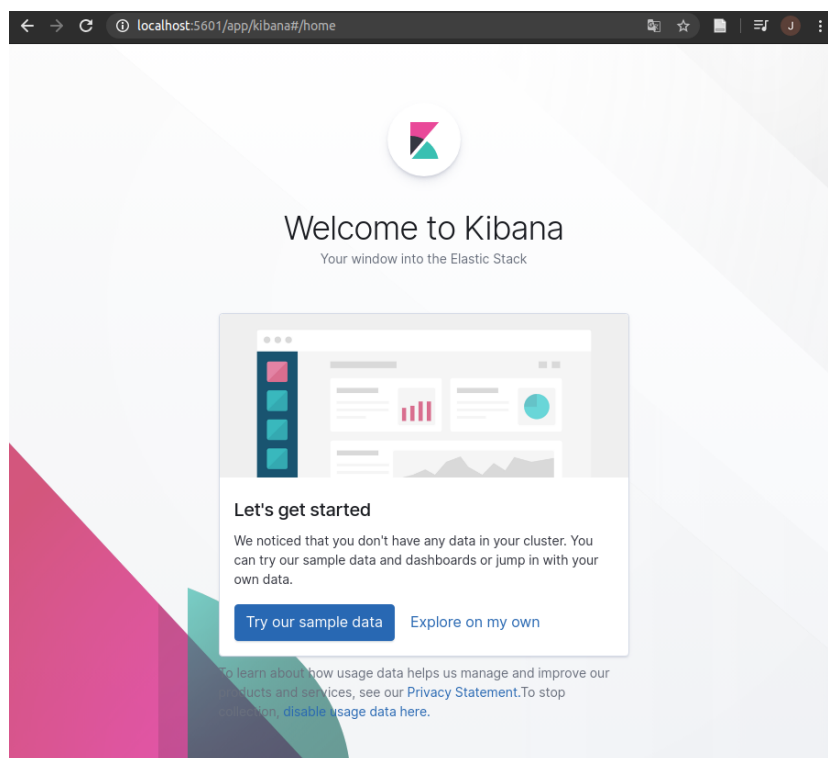 localhost:5601/app/kibana#/home
J
Welcome to Kibana
Your window into the Elastic Stack
Let's get started
We noticed that you don't have any data in your cluster. You
can try our sample data and dashboards or jump in with your
own data.
Try our sample data Explore on my own
To learn about how usage data helps us manage and improve our
products and services, see our Privacy Statement.To stop
collection, disable usage data here.